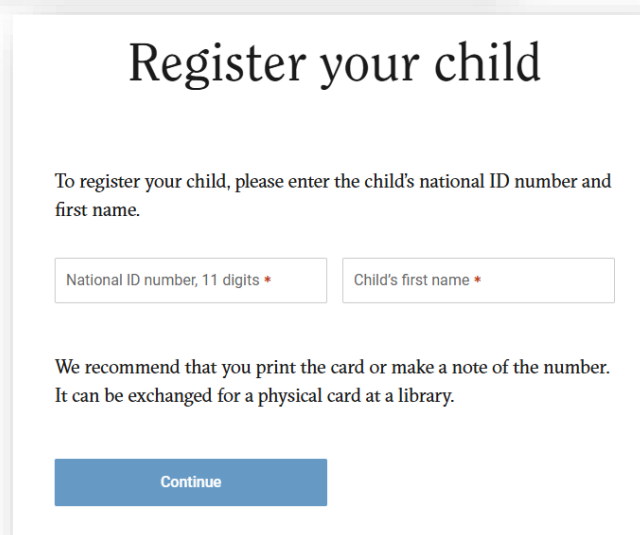 Register your child
To register your child, please enter the child's national ID number and
first name.
National ID number, 11 digits *
Child's first name *
We recommend that you print the card or make a note of the number.
It can be exchanged for a physical card at a library.
Continue